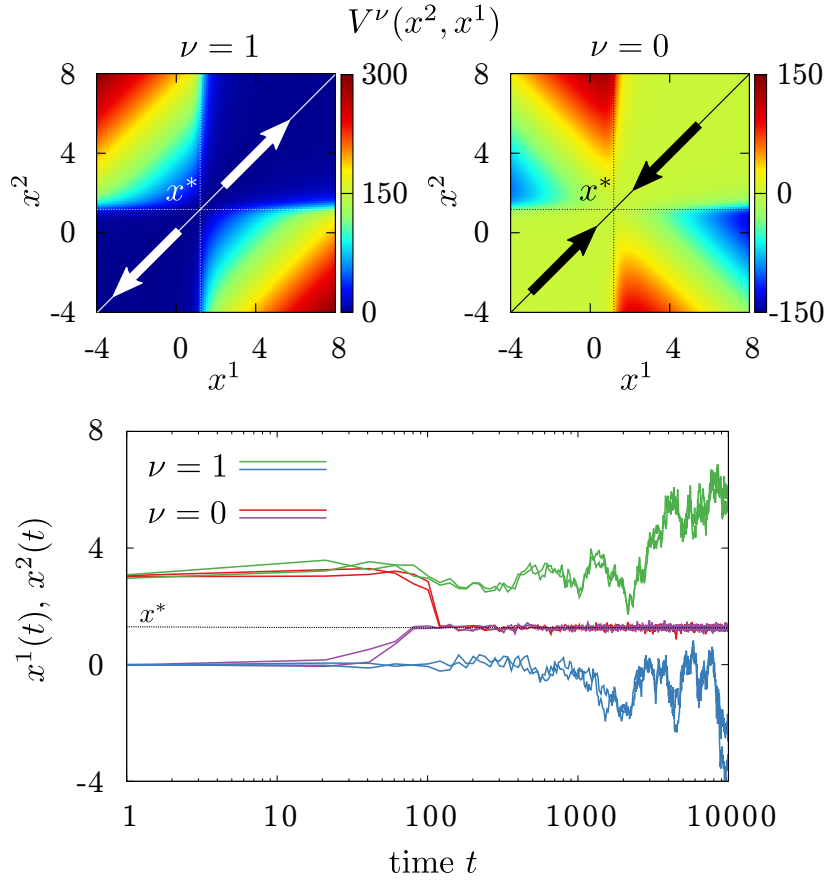 V^ν(x², x¹)
ν = 1
ν = 0
8
4
0
-4
x²
x*
-4 0 4 8
x¹
300
150
0
8
4
0
-4
x²
x*
-4 0 4 8
x¹
150
0
-150
8
4
0
-4
x¹(t), x²(t)
ν = 1
ν = 0
x*
1 10 100 1000 10000
time t